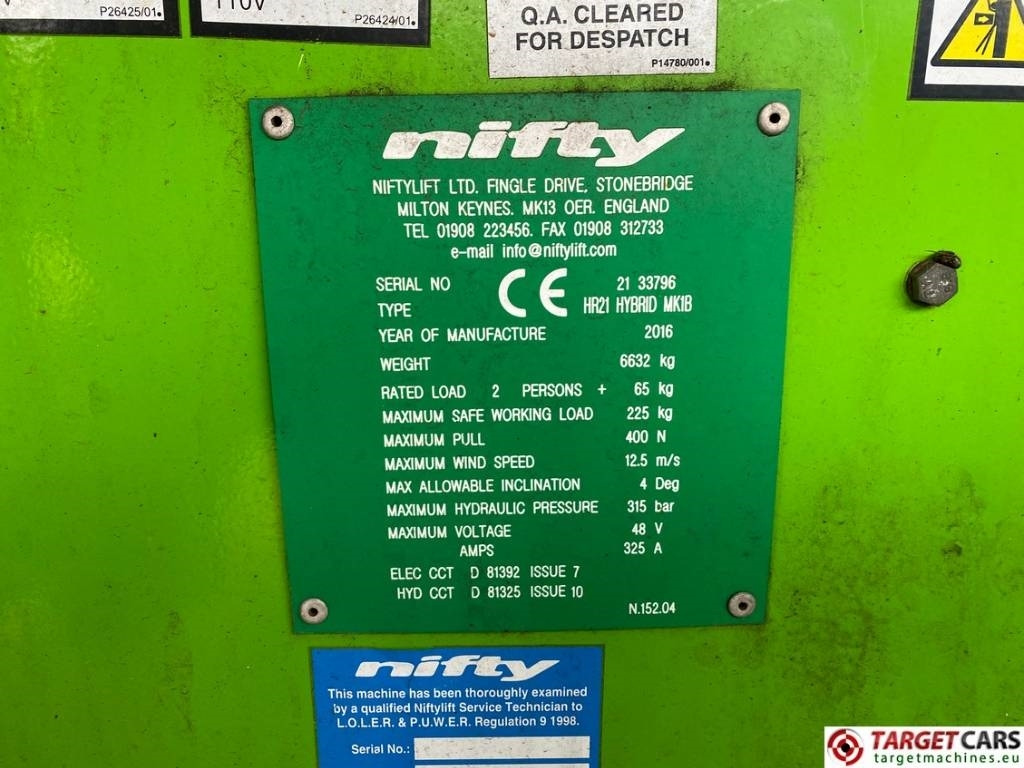 110V
P26425/01
P26424/01
Q.A. CLEARED
FOR DESPATCH
P14780/001
nifty
NIFTYLIFT LTD. FINGLE DRIVE, STONEBRIDGE
MILTON KEYNES. MK13 OER. ENGLAND
TEL 01908 223456. FAX 01908 312733
e-mail info@niftylift.com
SERIAL NO CE 21 33796
TYPE HR21 HYBRID MK1B
YEAR OF MANUFACTURE 2016
WEIGHT 6632 kg
RATED LOAD 2 PERSONS + 65 kg
MAXIMUM SAFE WORKING LOAD 225 kg
MAXIMUM PULL 400 N
MAXIMUM WIND SPEED 12.5 m/s
MAX ALLOWABLE INCLINATION 4 Deg
MAXIMUM HYDRAULIC PRESSURE 315 bar
MAXIMUM VOLTAGE 48 V
AMPS 325 A
ELEC CCT D 81392 ISSUE 7
HYD CCT D 81325 ISSUE 10
N.152.04
nifty
This machine has been thoroughly examined
by a qualified Niftylift Service Technician to
L.O.L.E.R. & P.U.W.E.R. Regulation 9 1998.
Serial No.:
TARGETCARS
targetmachines.eu